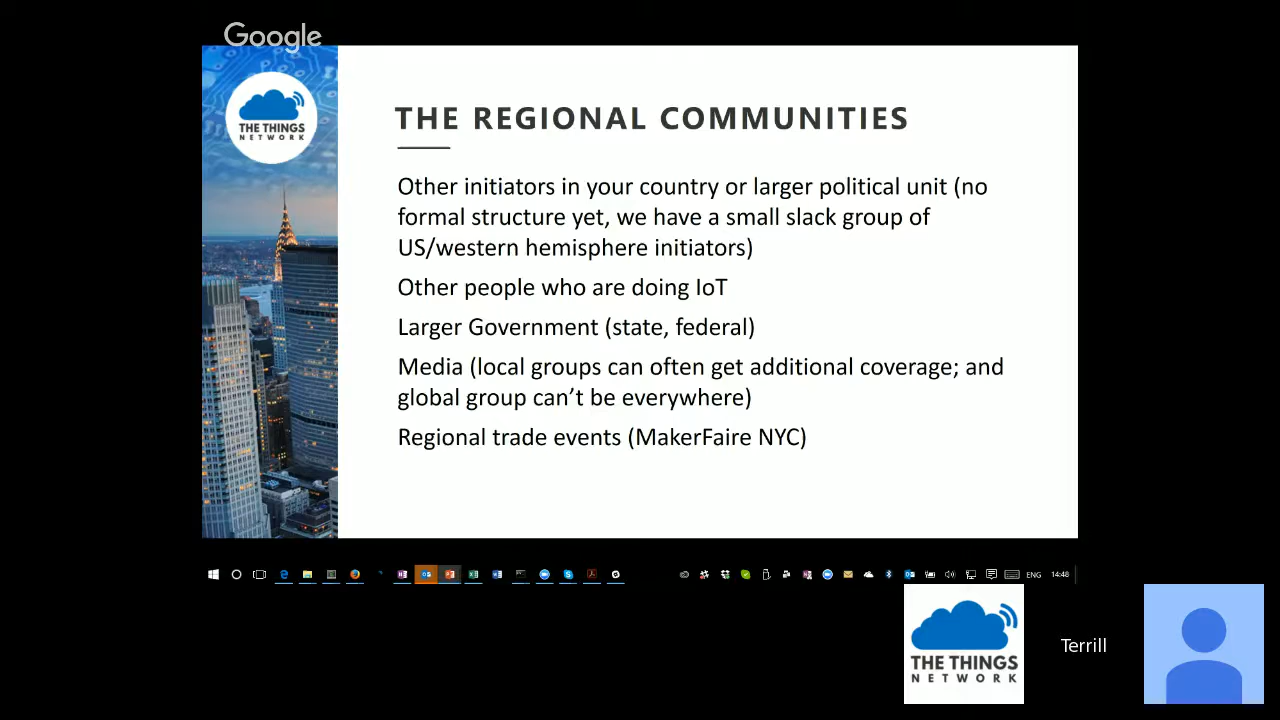 Google
THE THINGS
NETWORK
THE REGIONAL COMMUNITIES
Other initiators in your country or larger political unit (no
formal structure yet, we have a small slack group of
US/western hemisphere initiators)
Other people who are doing IoT
Larger Government (state, federal)
Media (local groups can often get additional coverage; and
global group can’t be everywhere)
Regional trade events (MakerFaire NYC)
ENG 14:48
THE THINGS
NETWORK
Terrill